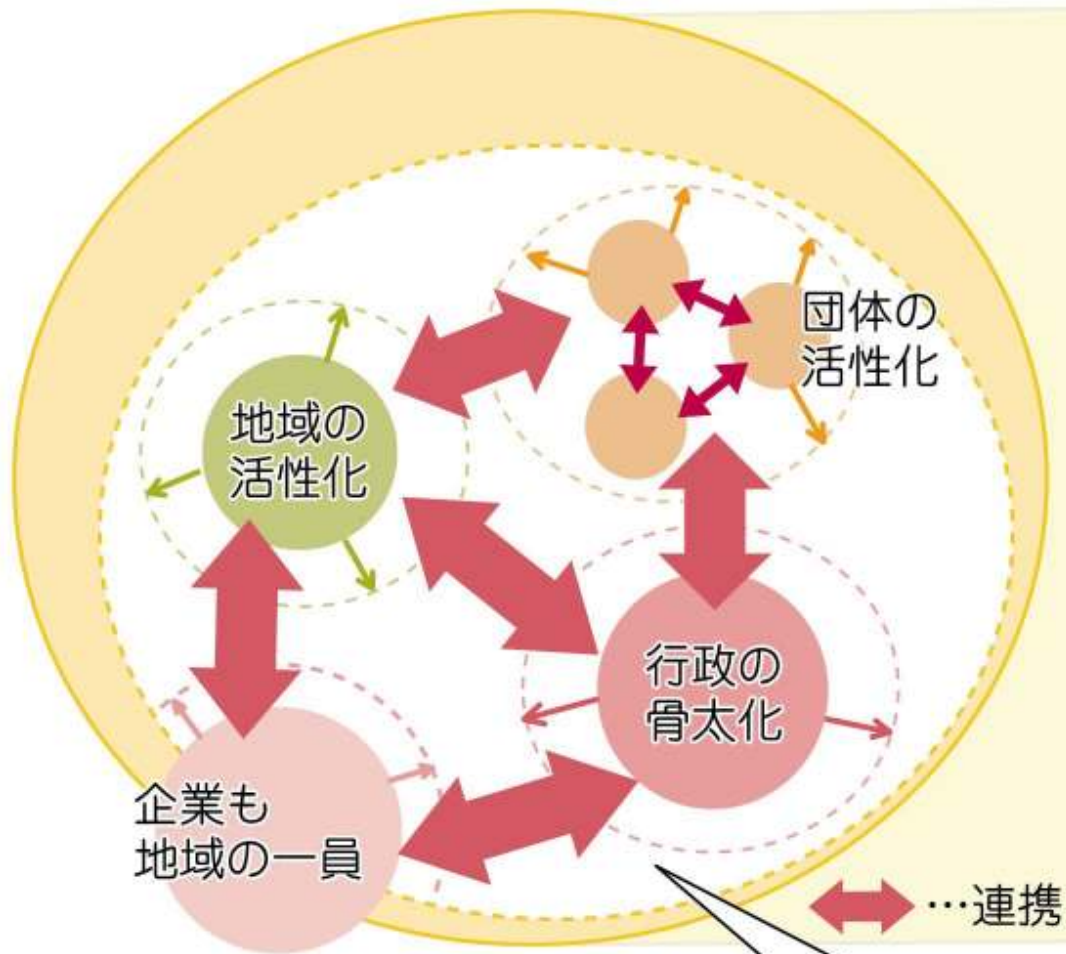 団体の
活性化
地域の
活性化
行政の
骨太化
企業も
地域の一員
…連携